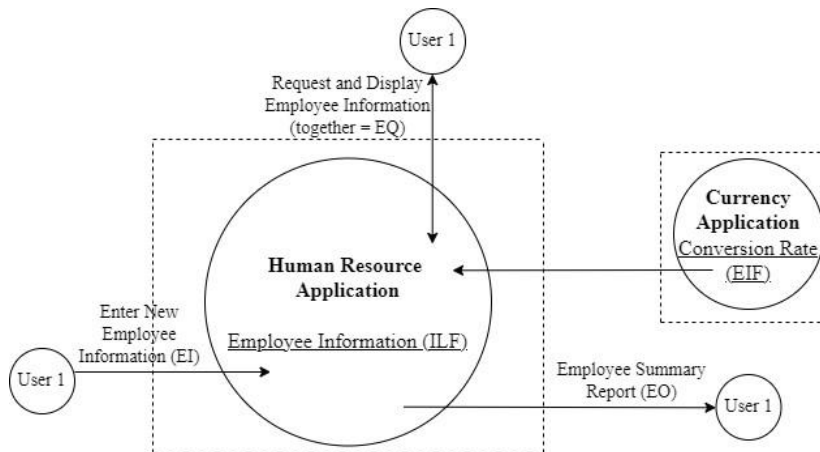 User 1
Request and Display
Employee Information
(together = EQ)
Currency
Application
Conversion Rate
(EIF)
Human Resource
Application
Employee Information (ILF)
Enter New
Employee
Information (EI)
User 1
Employee Summary
Report (EO)
User 1